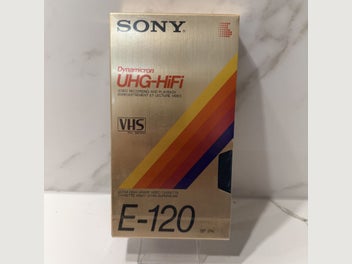 SONY
Dynamicron
UHG-HiFi
VIDEO RECORDING AND PLAYBACK
ENREGISTREMENT ET LECTURE VIDEO
VHS
E-120